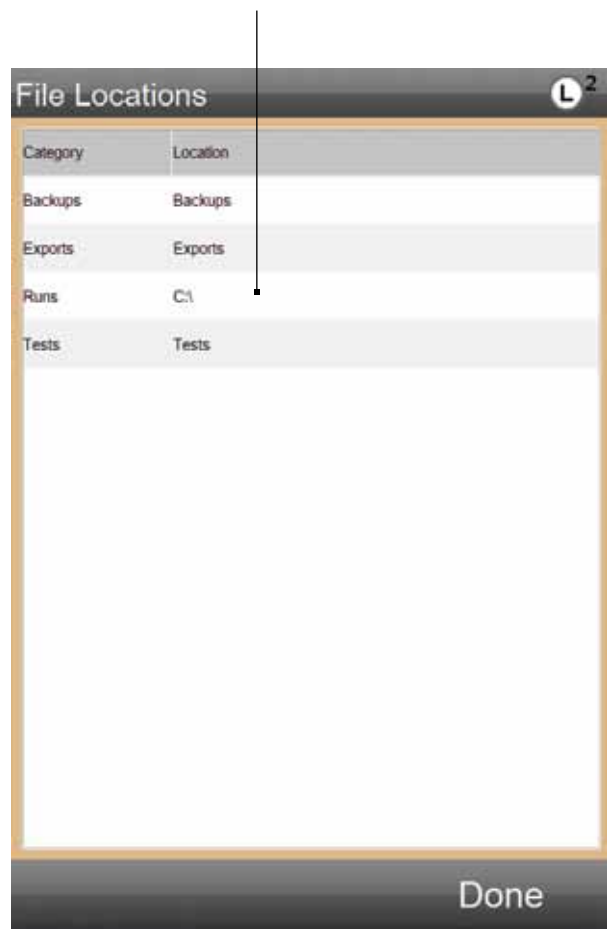 File Locations L2
Category Location
Backups Backups
Exports Exports
Runs C:\
Tests Tests
Done